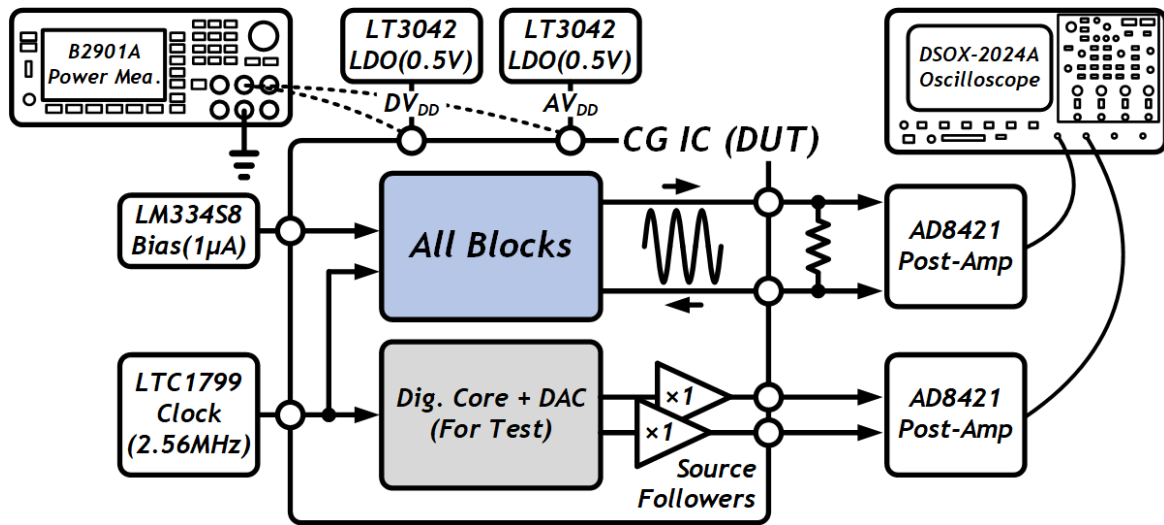 B2901A
Power Mea.
LT3042
LDO(0.5V)
LT3042
LDO(0.5V)
DSOX-2024A
Oscilloscope
DVDD
AVDD
CG IC (DUT)
LM334S8
Bias(1µA)
All Blocks
AD8421
Post-Amp
LTC1799
Clock
(2.56MHz)
Dig. Core + DAC
(For Test)
×1
×1
AD8421
Post-Amp
Source
Followers